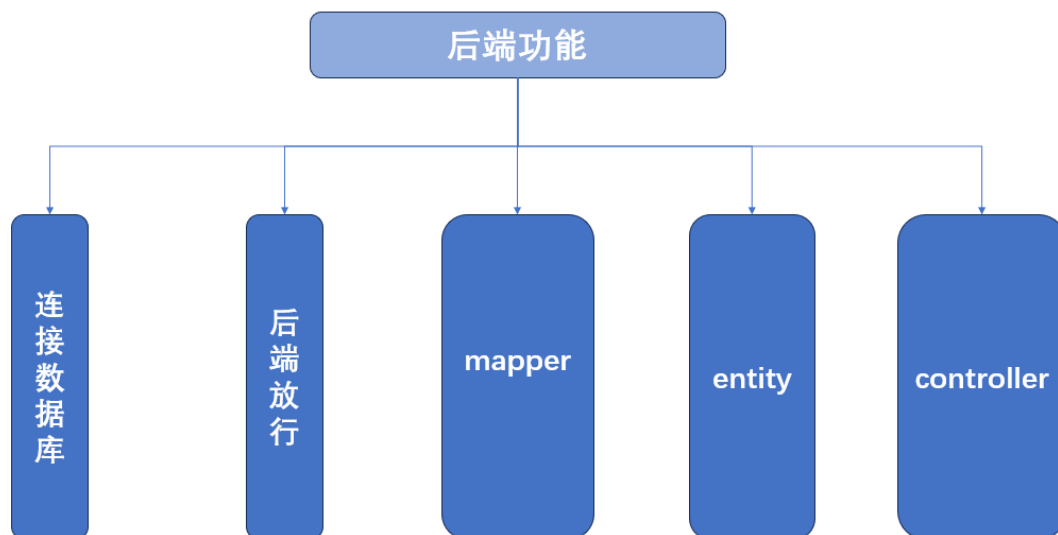 后端功能
连接数据库
后端放行
mapper
entity
controller